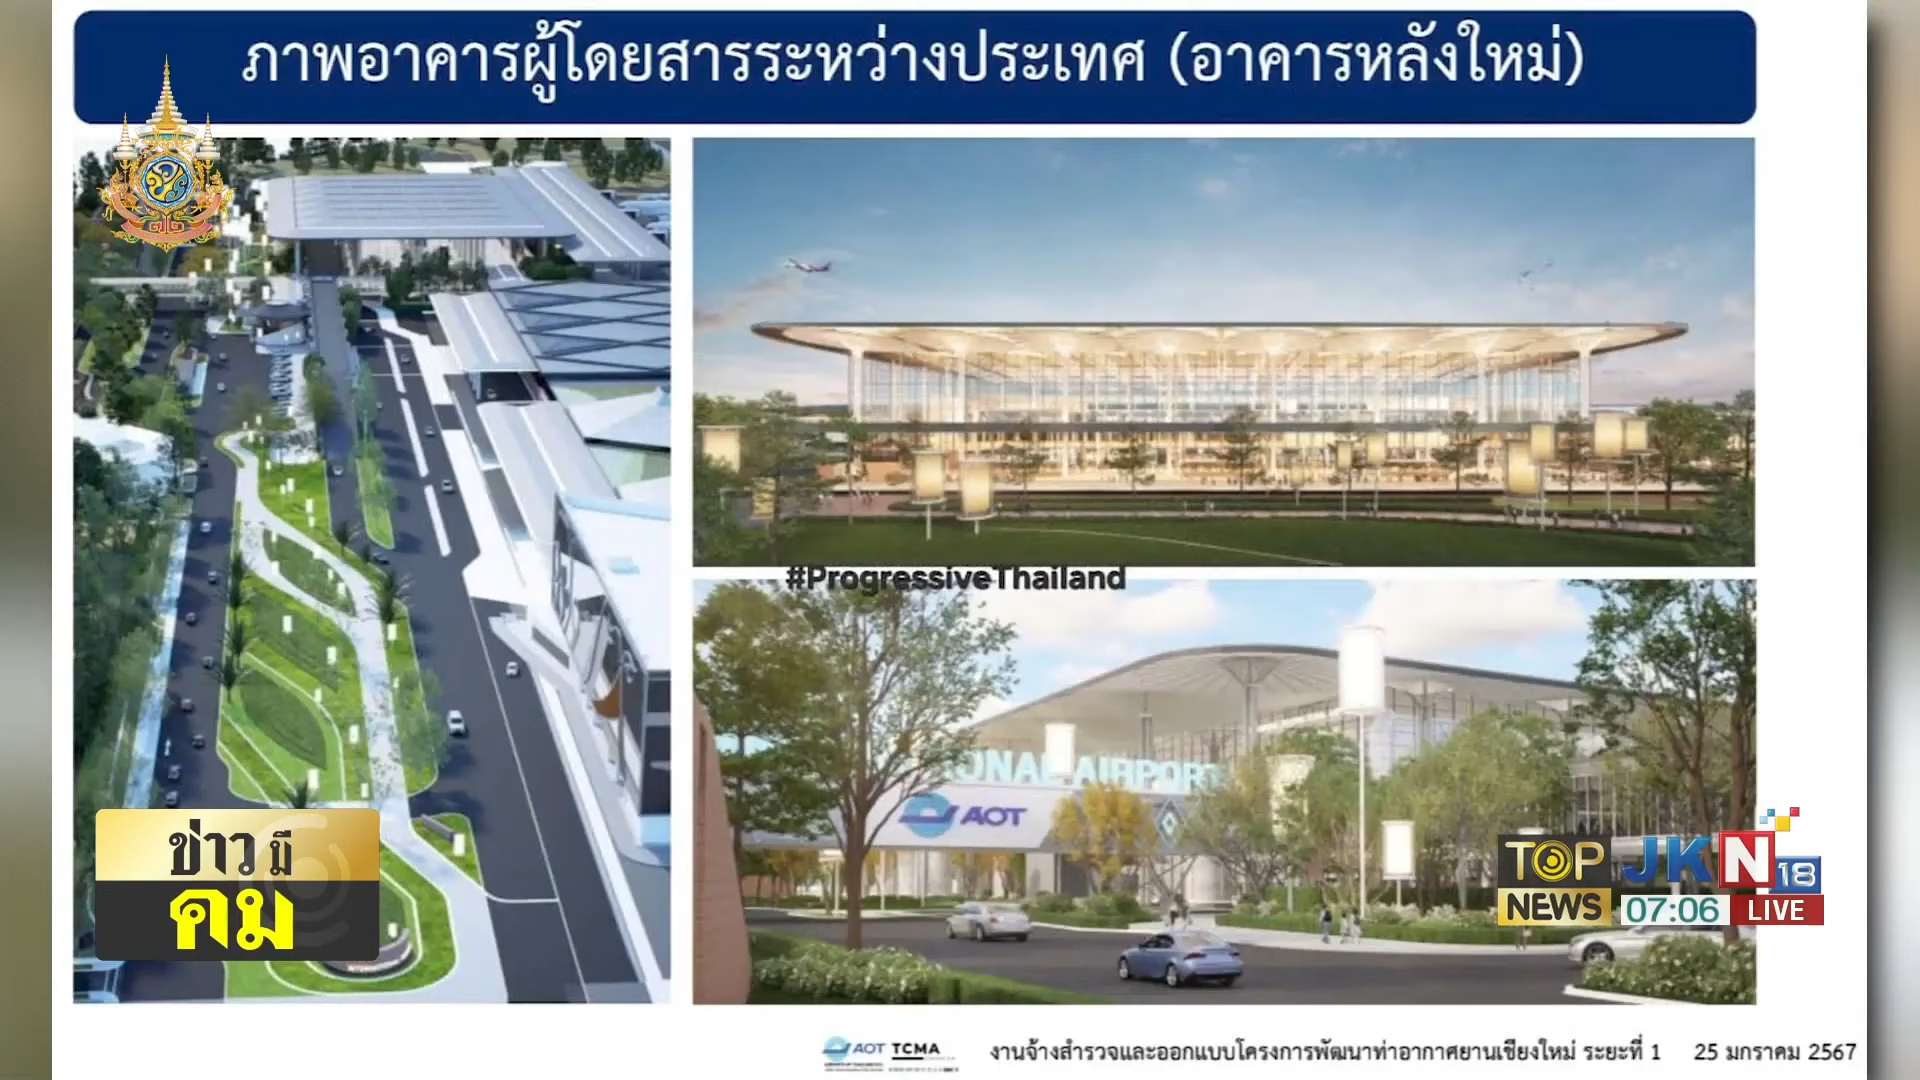 ภาพอาคารผู้โดยสารระหว่างประเทศ (อาคารหลังใหม่)
#ProgressiveThailand
ONAL AIRPORT
AOT
ข่าวมี
คม
TOP
NEWS
JKN
18
07:06
LIVE
AOT TCMA
งานจ้างสำรวจและออกแบบโครงการพัฒนาท่าอากาศยานเชียงใหม่ ระยะที่ 1
25 มกราคม 2567